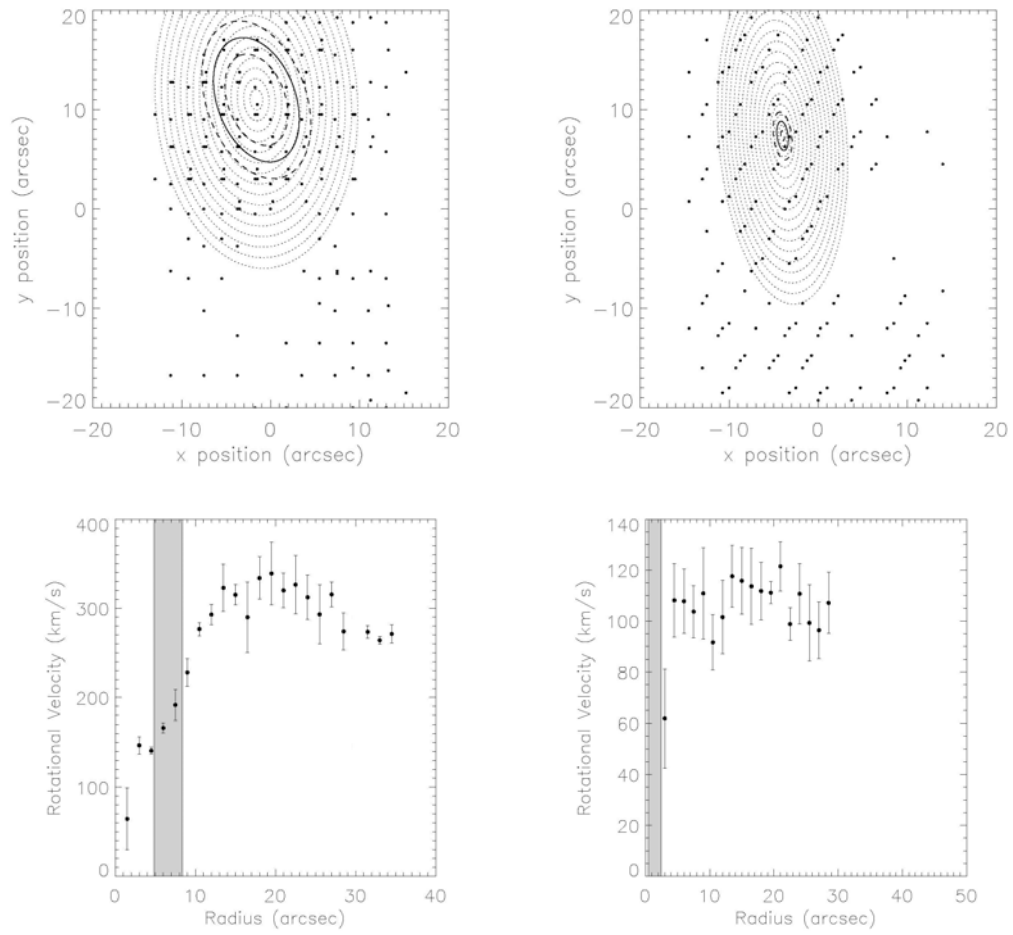 20
10
0
−10
−20
y position (arcsec)
−20 −10 0 10 20
x position (arcsec)
20
10
0
−10
−20
y position (arcsec)
−20 −10 0 10 20
x position (arcsec)
400
300
200
100
0
Rotational Velocity (km/s)
0 10 20 30 40
Radius (arcsec)
140
120
100
80
60
40
20
0
Rotational Velocity (km/s)
0 10 20 30 40 50
Radius (arcsec)